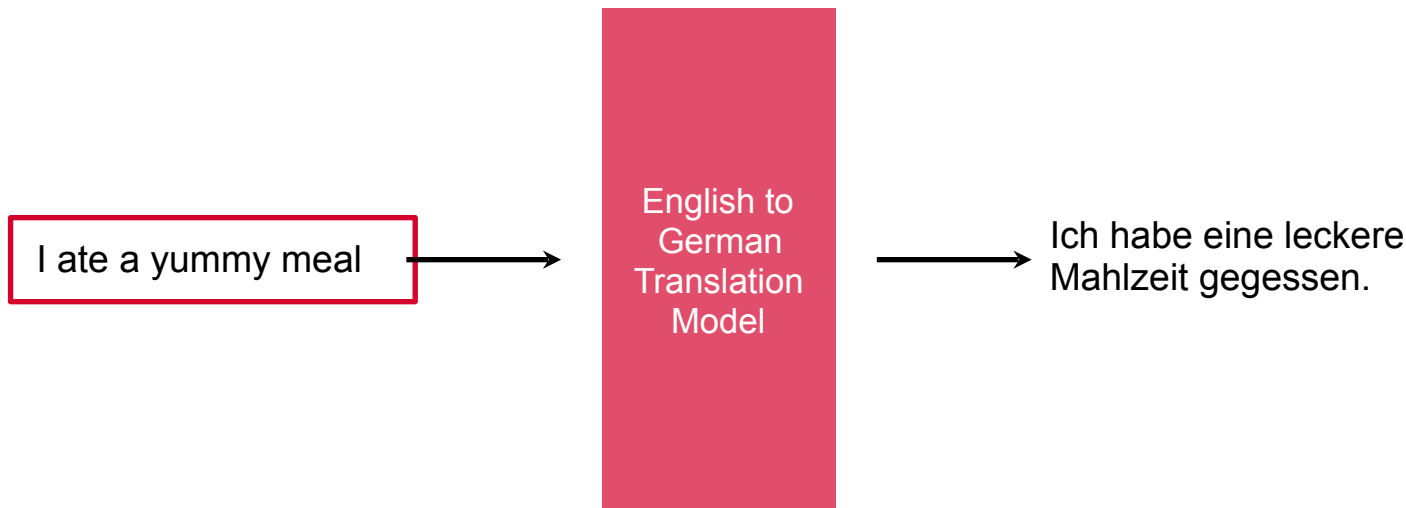 I ate a yummy meal
English to
German
Translation
Model
Ich habe eine leckere
Mahlzeit gegessen.